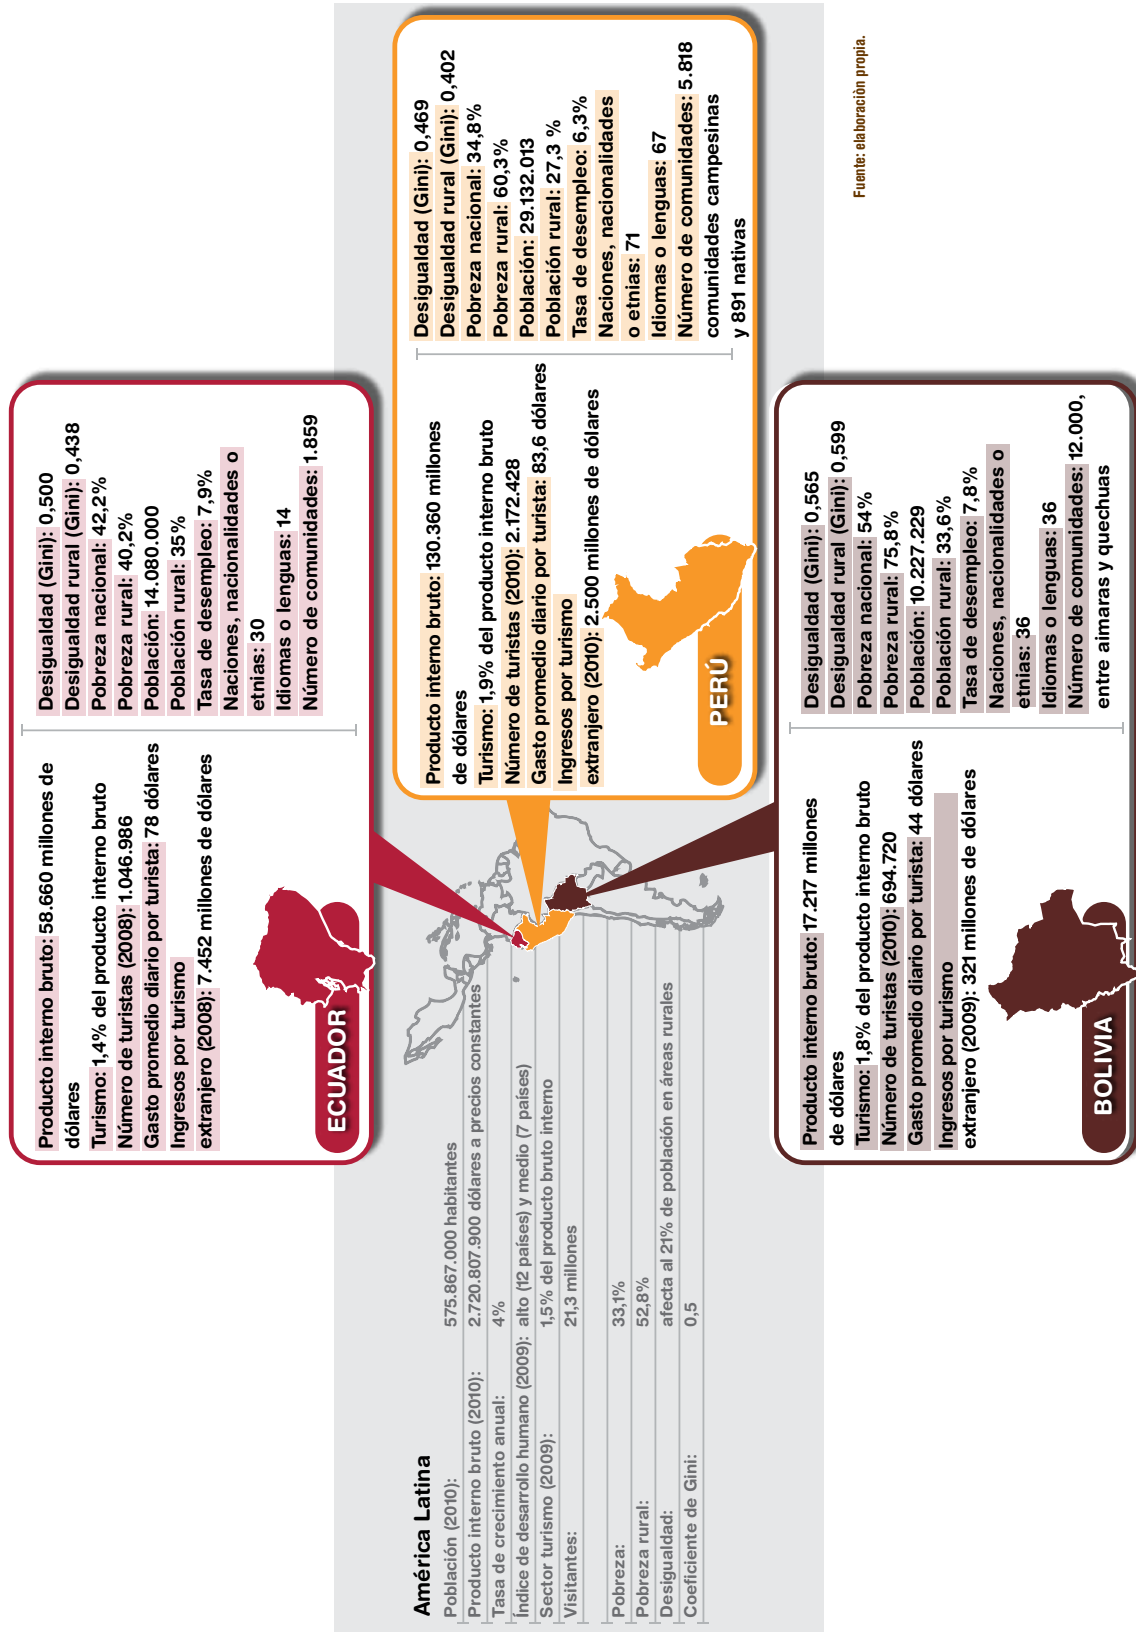 América Latina
Población (2010): 575.867.000 habitantes
Producto interno bruto (2010): 2.720.807.900 dólares a precios constantes
Tasa de crecimiento anual: 4%
Índice de desarrollo humano (2009): alto (12 países) y medio (7 países)
Sector turismo (2009): 1,5% del producto bruto interno
Visitantes: 21,3 millones
Pobreza: 33,1%
Pobreza rural: 52,8%
Desigualdad: afecta al 21% de población en áreas rurales
Coeficiente de Gini: 0,5
ECUADOR
Producto interno bruto: 58.660 millones de
dólares
Turismo: 1,4% del producto interno bruto
Número de turistas (2008): 1.046.986
Gasto promedio diario por turista: 78 dólares
Ingresos por turismo
extranjero (2008): 7.452 millones de dólares
Desigualdad (Gini): 0,500
Desigualdad rural (Gini): 0,438
Pobreza nacional: 42,2%
Pobreza rural: 40,2%
Población: 14.080.000
Población rural: 35%
Tasa de desempleo: 7,9%
Naciones, nacionalidades o
etnias: 30
Idiomas o lenguas: 14
Número de comunidades: 1.859
PERÚ
Producto interno bruto: 130.360 millones
de dólares
Turismo: 1,9% del producto interno bruto
Número de turistas (2010): 2.172.428
Gasto promedio diario por turista: 83,6 dólares
Ingresos por turismo
extranjero (2010): 2.500 millones de dólares
Desigualdad (Gini): 0,469
Desigualdad rural (Gini): 0,402
Pobreza nacional: 34,8%
Pobreza rural: 60,3%
Población: 29.132.013
Población rural: 27,3 %
Tasa de desempleo: 6,3%
Naciones, nacionalidades
o etnias: 71
Idiomas o lenguas: 67
Número de comunidades: 5.818
comunidades campesinas
y 891 nativas
BOLIVIA
Producto interno bruto: 17.217 millones
de dólares
Turismo: 1,8% del producto interno bruto
Número de turistas (2010): 694.720
Gasto promedio diario por turista: 44 dólares
Ingresos por turismo
extranjero (2009): 321 millones de dólares
Desigualdad (Gini): 0,565
Desigualdad rural (Gini): 0,599
Pobreza nacional: 54%
Pobreza rural: 75,8%
Población: 10.227.229
Población rural: 33,6%
Tasa de desempleo: 7,8%
Naciones, nacionalidades o
etnias: 36
Idiomas o lenguas: 36
Número de comunidades: 12.000,
entre aimaras y quechuas
Fuente: elaboración propia.